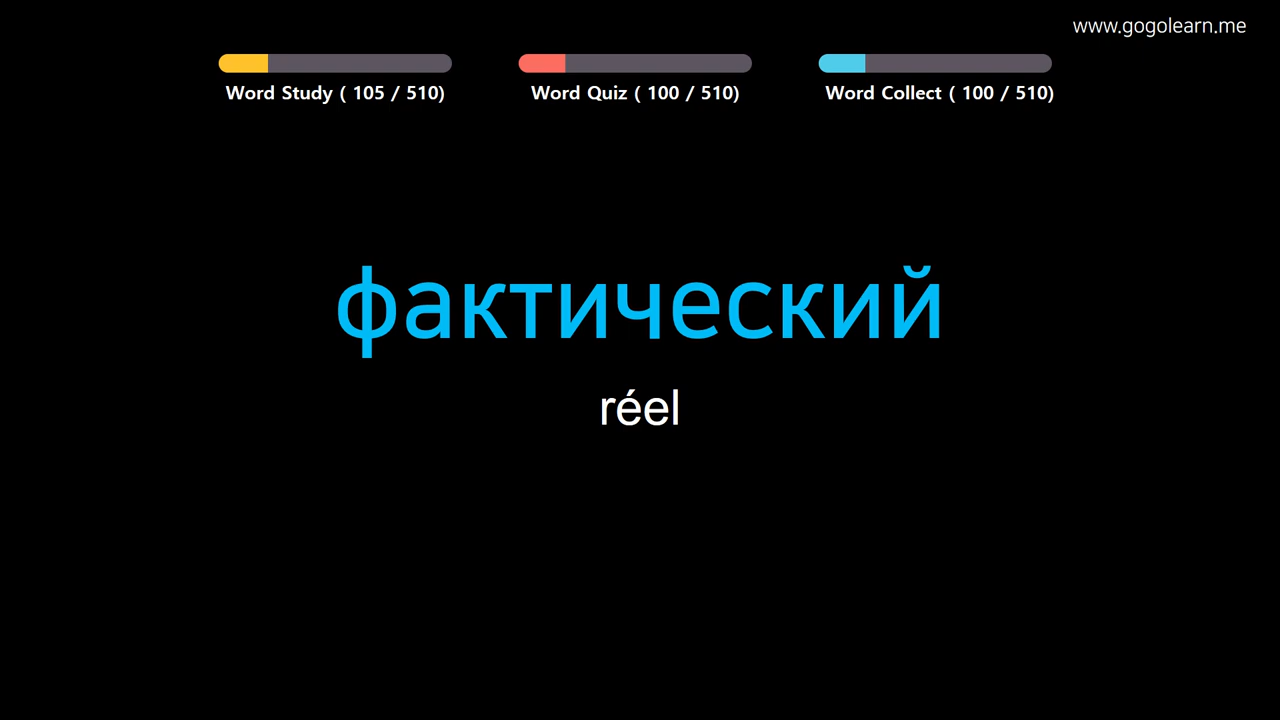 www.gogolearn.me
Word Study ( 105 / 510)
Word Quiz ( 100 / 510)
Word Collect ( 100 / 510)
фактический
réel